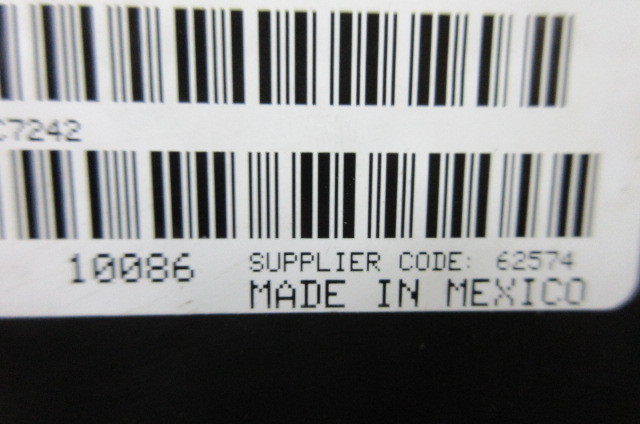 C7242
10086 SUPPLIER CODE: 62574
MADE IN MEXICO